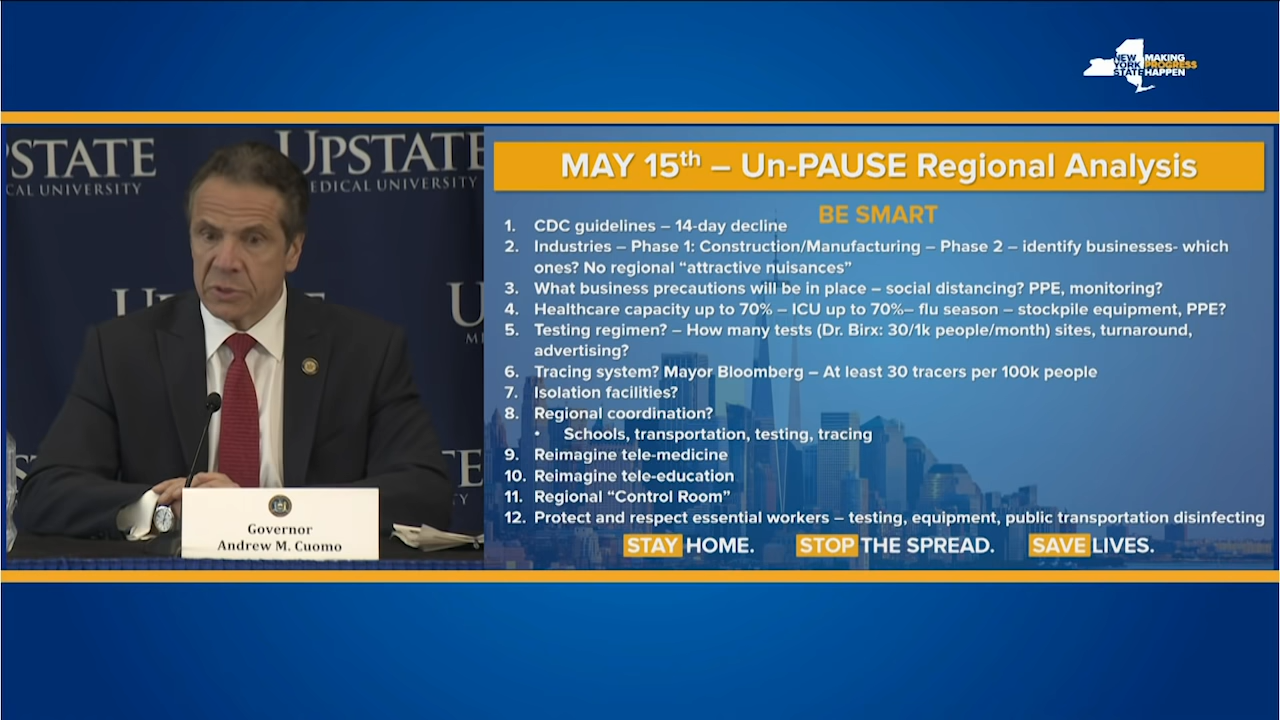 NEW
YORK
STATE
MAKING
PROGRESS
HAPPEN
STATE
CAL UNIVERSITY
UPSTATE
MEDICAL UNIVERSITY
Governor
Andrew M. Cuomo
MAY 15th – Un-PAUSE Regional Analysis
BE SMART
1. CDC guidelines – 14-day decline
2. Industries – Phase 1: Construction/Manufacturing – Phase 2 – identify businesses- which
ones? No regional “attractive nuisances”
3. What business precautions will be in place – social distancing? PPE, monitoring?
4. Healthcare capacity up to 70% – ICU up to 70%– flu season – stockpile equipment, PPE?
5. Testing regimen? – How many tests (Dr. Birx: 30/1k people/month) sites, turnaround,
advertising?
6. Tracing system? Mayor Bloomberg – At least 30 tracers per 100k people
7. Isolation facilities?
8. Regional coordination?
• Schools, transportation, testing, tracing
9. Reimagine tele-medicine
10. Reimagine tele-education
11. Regional “Control Room”
12. Protect and respect essential workers – testing, equipment, public transportation disinfecting
STAY HOME. STOP THE SPREAD. SAVE LIVES.